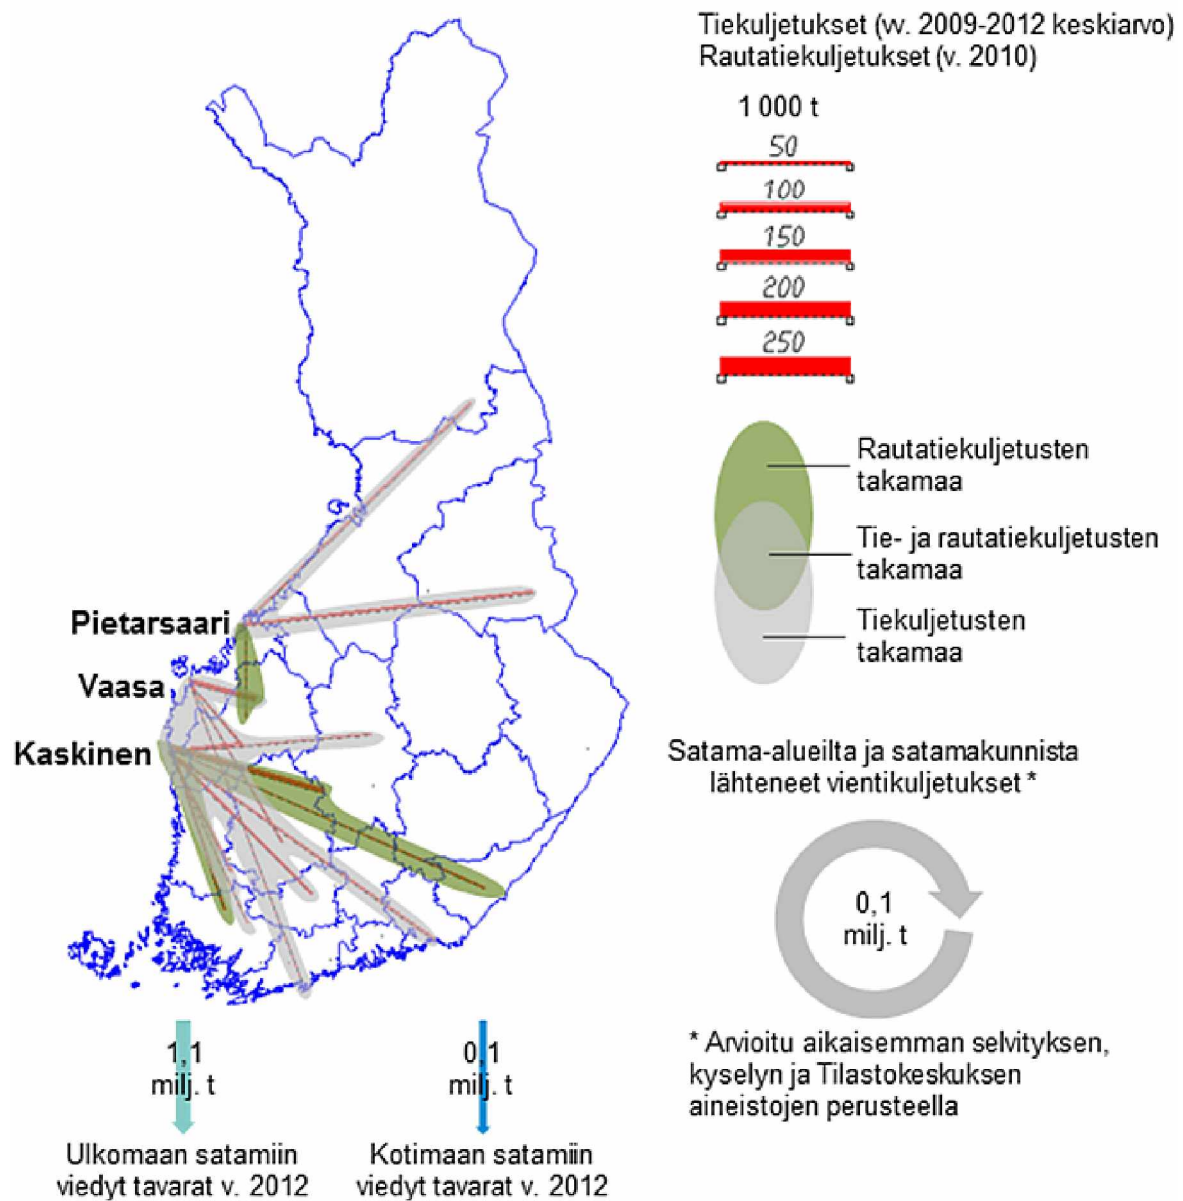 Tiekuljetukset (vv. 2009-2012 keskiarvo)
Rautatiekuljetukset (v. 2010)
1 000 t
50
100
150
200
250
Rautatiekuljetusten
takamaa
Tie- ja rautatiekuljetusten
takamaa
Tiekuljetusten
takamaa
Pietarsaari
Vaasa
Kaskinen
Satama-alueilta ja satamakunnista
lähteneet vientikuljetukset *
0,1
milj. t
* Arvioitu aikaisemman selvityksen,
kyselyn ja Tilastokeskuksen
aineistojen perusteella
1,1
milj. t
Ulkomaan satamiin
viedyt tavarat v. 2012
0,1
milj. t
Kotimaan satamiin
viedyt tavarat v. 2012